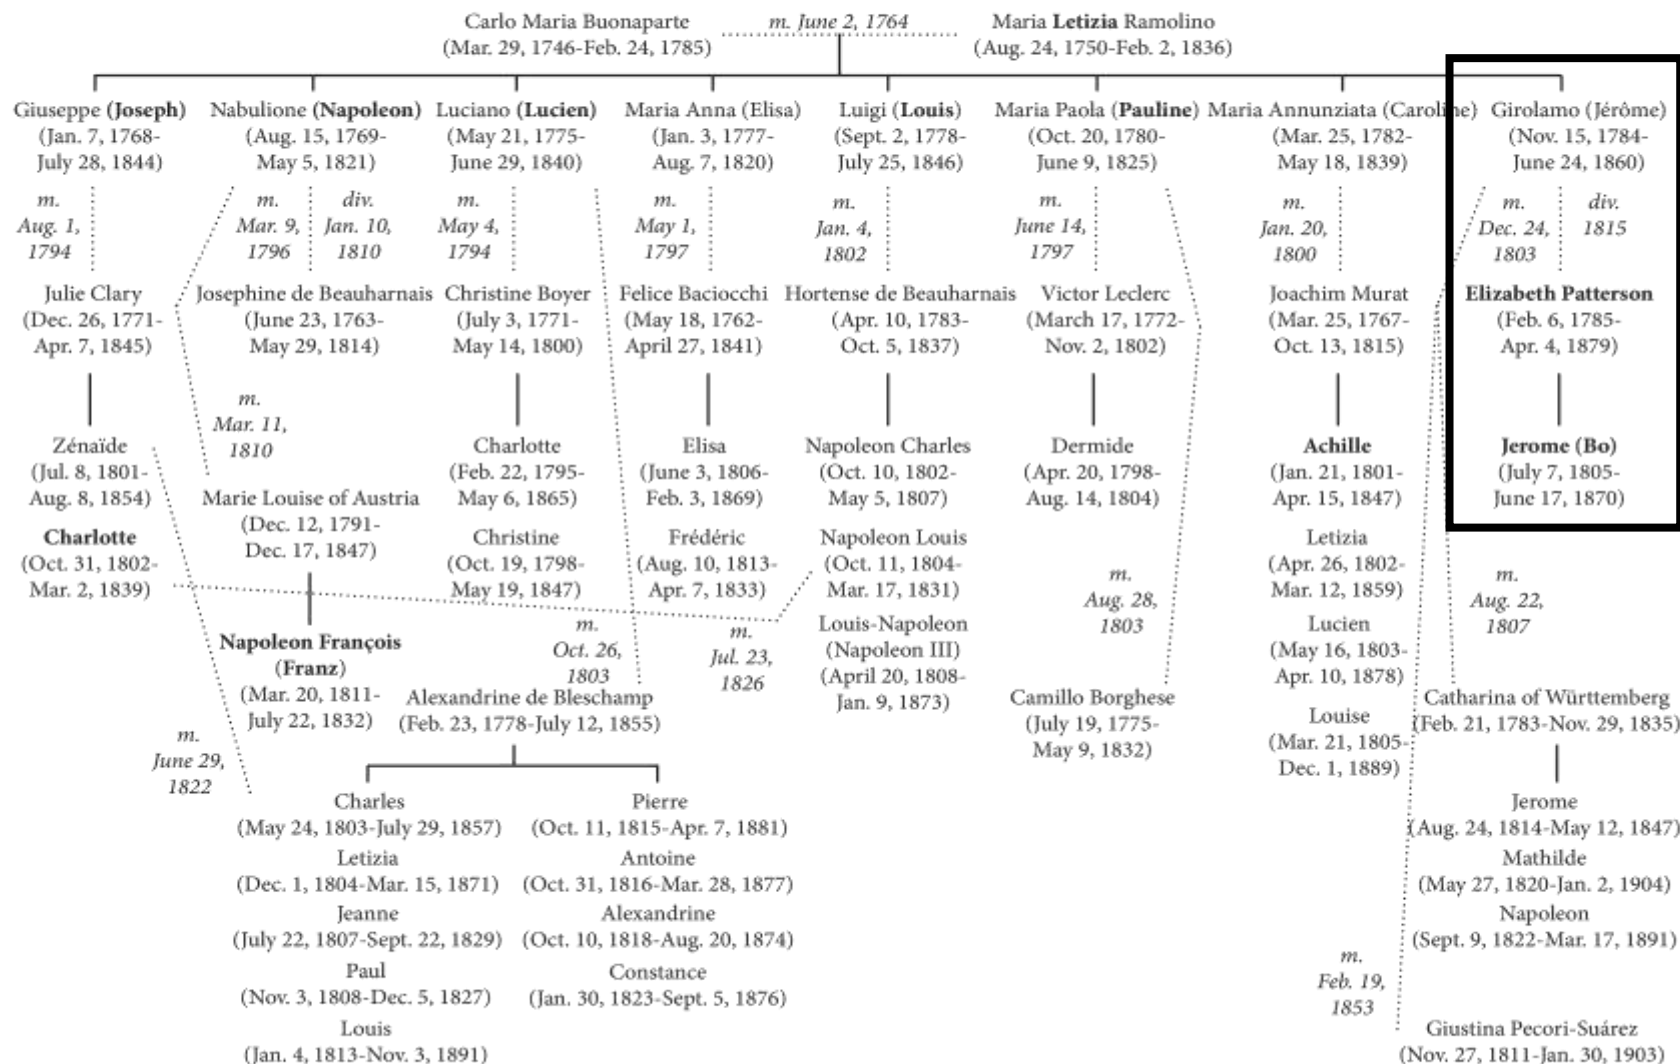 Carlo Maria Buonaparte
(Mar. 29, 1746-Feb. 24, 1785)
m. June 2, 1764
Maria Letizia Ramolino
(Aug. 24, 1750-Feb. 2, 1836)
Giuseppe (Joseph)
(Jan. 7, 1768-
July 28, 1844)
Nabulione (Napoleon)
(Aug. 15, 1769-
May 5, 1821)
Luciano (Lucien)
(May 21, 1775-
June 29, 1840)
Maria Anna (Elisa)
(Jan. 3, 1777-
Aug. 7, 1820)
Luigi (Louis)
(Sept. 2, 1778-
July 25, 1846)
Maria Paola (Pauline)
(Oct. 20, 1780-
June 9, 1825)
Maria Annunziata (Caroline)
(Mar. 25, 1782-
May 18, 1839)
Girolamo (Jérôme)
(Nov. 15, 1784-
June 24, 1860)
m.
Aug. 1,
1794
m.
Mar. 9,
1796
div.
Jan. 10,
1810
m.
May 4,
1794
m.
May 1,
1797
m.
Jan. 4,
1802
m.
June 14,
1797
m.
Jan. 20,
1800
m.
Dec. 24,
1803
div.
1815
Julie Clary
(Dec. 26, 1771-
Apr. 7, 1845)
Josephine de Beauharnais
(June 23, 1763-
May 29, 1814)
Christine Boyer
(July 3, 1771-
May 14, 1800)
Felice Baciocchi
(May 18, 1762-
April 27, 1841)
Hortense de Beauharnais
(Apr. 10, 1783-
Oct. 5, 1837)
Victor Leclerc
(March 17, 1772-
Nov. 2, 1802)
Joachim Murat
(Mar. 25, 1767-
Oct. 13, 1815)
Elizabeth Patterson
(Feb. 6, 1785-
Apr. 4, 1879)
m.
Mar. 11,
1810
Zénaïde
(Jul. 8, 1801-
Aug. 8, 1854)
Charlotte
(Oct. 31, 1802-
Mar. 2, 1839)
Marie Louise of Austria
(Dec. 12, 1791-
Dec. 17, 1847)
Charlotte
(Feb. 22, 1795-
May 6, 1865)
Christine
(Oct. 19, 1798-
May 19, 1847)
Elisa
(June 3, 1806-
Feb. 3, 1869)
Frédéric
(Aug. 10, 1813-
Apr. 7, 1833)
Napoleon Charles
(Oct. 10, 1802-
May 5, 1807)
Napoleon Louis
(Oct. 11, 1804-
Mar. 17, 1831)
Louis-Napoleon
(Napoleon III)
(April 20, 1808-
Jan. 9, 1873)
Dermide
(Apr. 20, 1798-
Aug. 14, 1804)
Achille
(Jan. 21, 1801-
Apr. 15, 1847)
Letizia
(Apr. 26, 1802-
Mar. 12, 1859)
Lucien
(May 16, 1803-
Apr. 10, 1878)
Louise
(Mar. 21, 1805-
Dec. 1, 1889)
Jerome (Bo)
(July 7, 1805-
June 17, 1870)
m.
Aug. 28,
1803
m.
Aug. 22,
1807
Napoleon François
(Franz)
(Mar. 20, 1811-
July 22, 1832)
m.
Oct. 26,
1803
m.
Jul. 23,
1826
Alexandrine de Bleschamp
(Feb. 23, 1778-July 12, 1855)
Camillo Borghese
(July 19, 1775-
May 9, 1832)
Catharina of Württemberg
(Feb. 21, 1783-Nov. 29, 1835)
m.
June 29,
1822
Charles
(May 24, 1803-July 29, 1857)
Letizia
(Dec. 1, 1804-Mar. 15, 1871)
Jeanne
(July 22, 1807-Sept. 22, 1829)
Paul
(Nov. 3, 1808-Dec. 5, 1827)
Louis
(Jan. 4, 1813-Nov. 3, 1891)
Pierre
(Oct. 11, 1815-Apr. 7, 1881)
Antoine
(Oct. 31, 1816-Mar. 28, 1877)
Alexandrine
(Oct. 10, 1818-Aug. 20, 1874)
Constance
(Jan. 30, 1823-Sept. 5, 1876)
Jerome
(Aug. 24, 1814-May 12, 1847)
Mathilde
(May 27, 1820-Jan. 2, 1904)
Napoleon
(Sept. 9, 1822-Mar. 17, 1891)
m.
Feb. 19,
1853
Giustina Pecori-Suárez
(Nov. 27, 1811-Jan. 30, 1903)